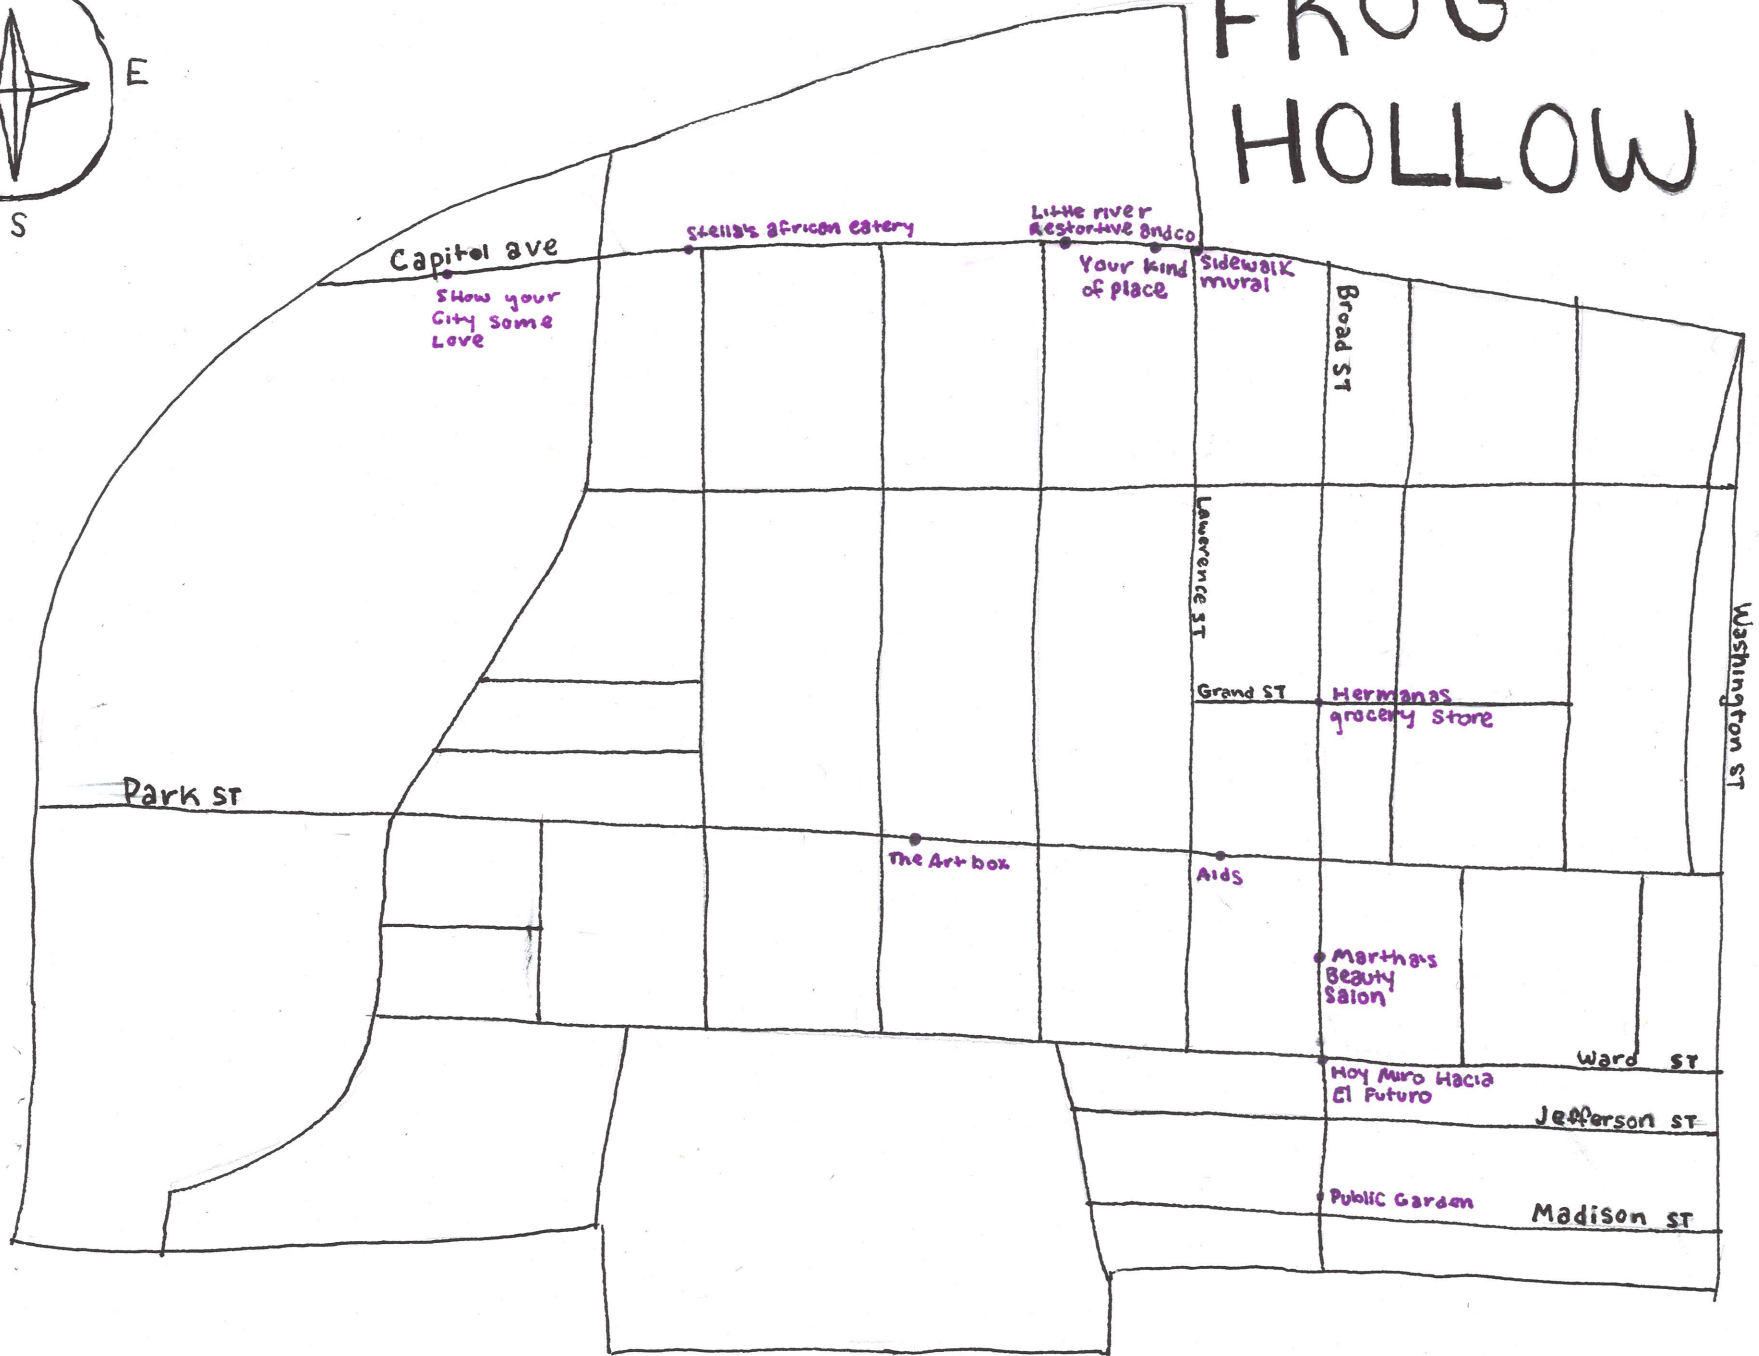 FROG
HOLLOW
E
S
Capitol ave
Show your
City some
Love
Stella's african eatery
Little river
Restortive and co
Your Kind
of place
Sidewalk
mural
Broad ST
Lawerence ST
Washington ST
Grand ST
Hermanas
grocery Store
Park ST
The Art box
Aids
Martha's
Beauty
Salon
Ward ST
Hoy Miro Hacia
El Futuro
Jefferson ST
Public Garden
Madison ST